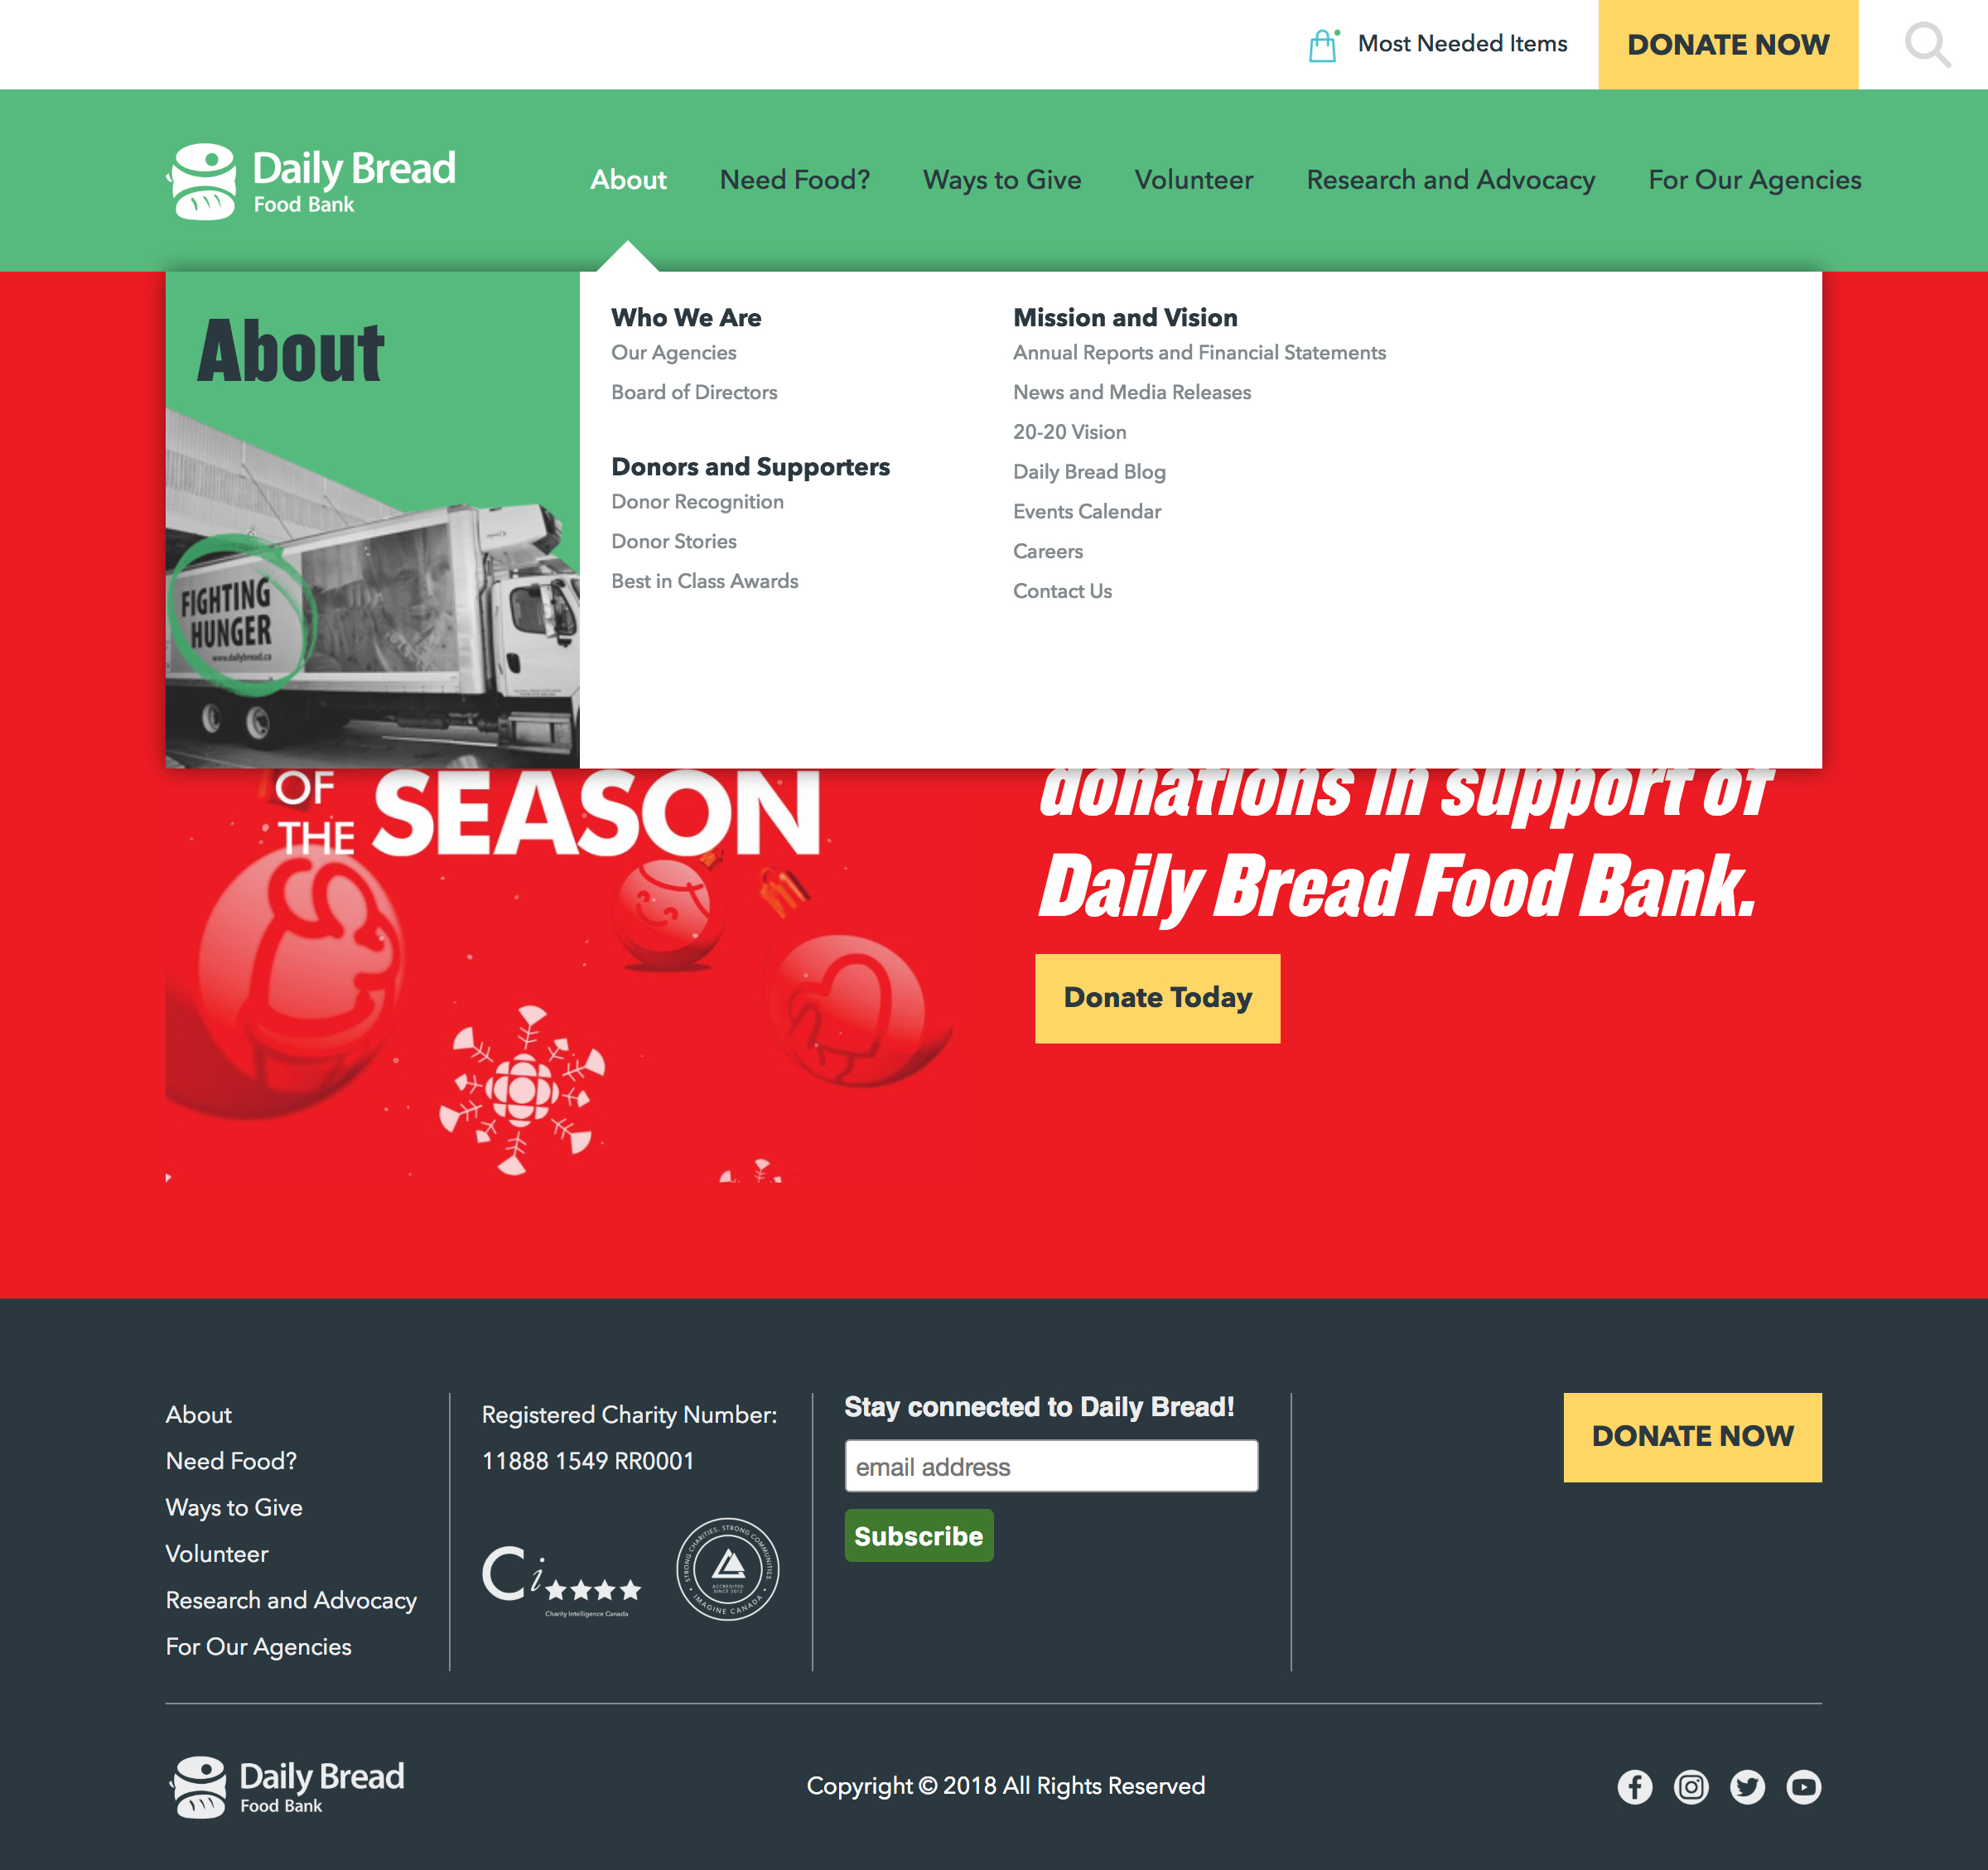 Most Needed Items
DONATE NOW
Daily Bread
Food Bank
About
Need Food?
Ways to Give
Volunteer
Research and Advocacy
For Our Agencies
About
FIGHTING
HUNGER
www.dailybread.ca
Who We Are
Our Agencies
Board of Directors
Donors and Supporters
Donor Recognition
Donor Stories
Best in Class Awards
Mission and Vision
Annual Reports and Financial Statements
News and Media Releases
20-20 Vision
Daily Bread Blog
Events Calendar
Careers
Contact Us
OF
THE SEASON
donations in support of
Daily Bread Food Bank.
Donate Today
About
Need Food?
Ways to Give
Volunteer
Research and Advocacy
For Our Agencies
Registered Charity Number:
11888 1549 RR0001
Ci
Charity Intelligence Canada
STRONG CHARITIES. STRONG COMMUNITIES
ACCREDITED
SINCE 2012
IMAGINE CANADA
Stay connected to Daily Bread!
email address
Subscribe
DONATE NOW
Daily Bread
Food Bank
Copyright © 2018 All Rights Reserved